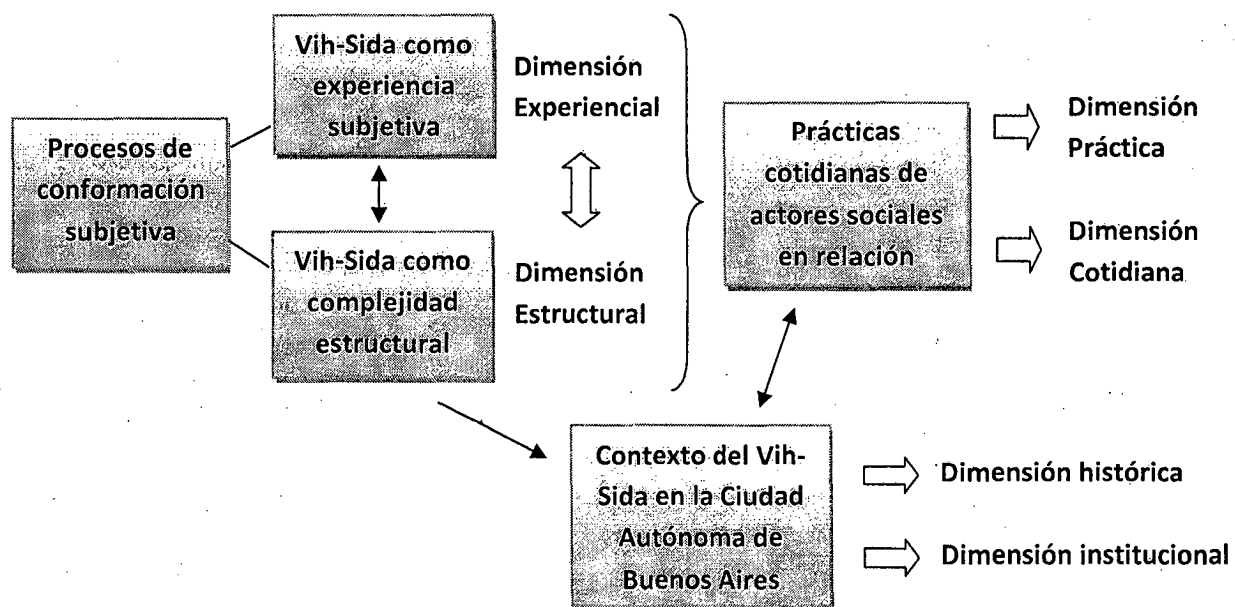 Procesos de
conformación
subjetiva
Vih-Sida como
experiencia
subjetiva
Vih-Sida como
complejidad
estructural
Dimensión
Experiencial
Dimensión
Estructural
Prácticas
cotidianas de
actores sociales
en relación
Dimensión
Práctica
Dimensión
Cotidiana
Contexto del Vih-
Sida en la Ciudad
Autónoma de
Buenos Aires
Dimensión histórica
Dimensión institucional